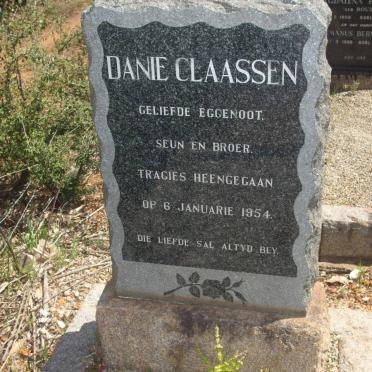 DANIE CLAASSEN
GELIEFDE EGGENOOT.
SEUN EN BROER.
TRAGIES HEENGEGAAN
OP 6 JANUARIE 1954.
DIE LIEFDE SAL ALTYD BLY.